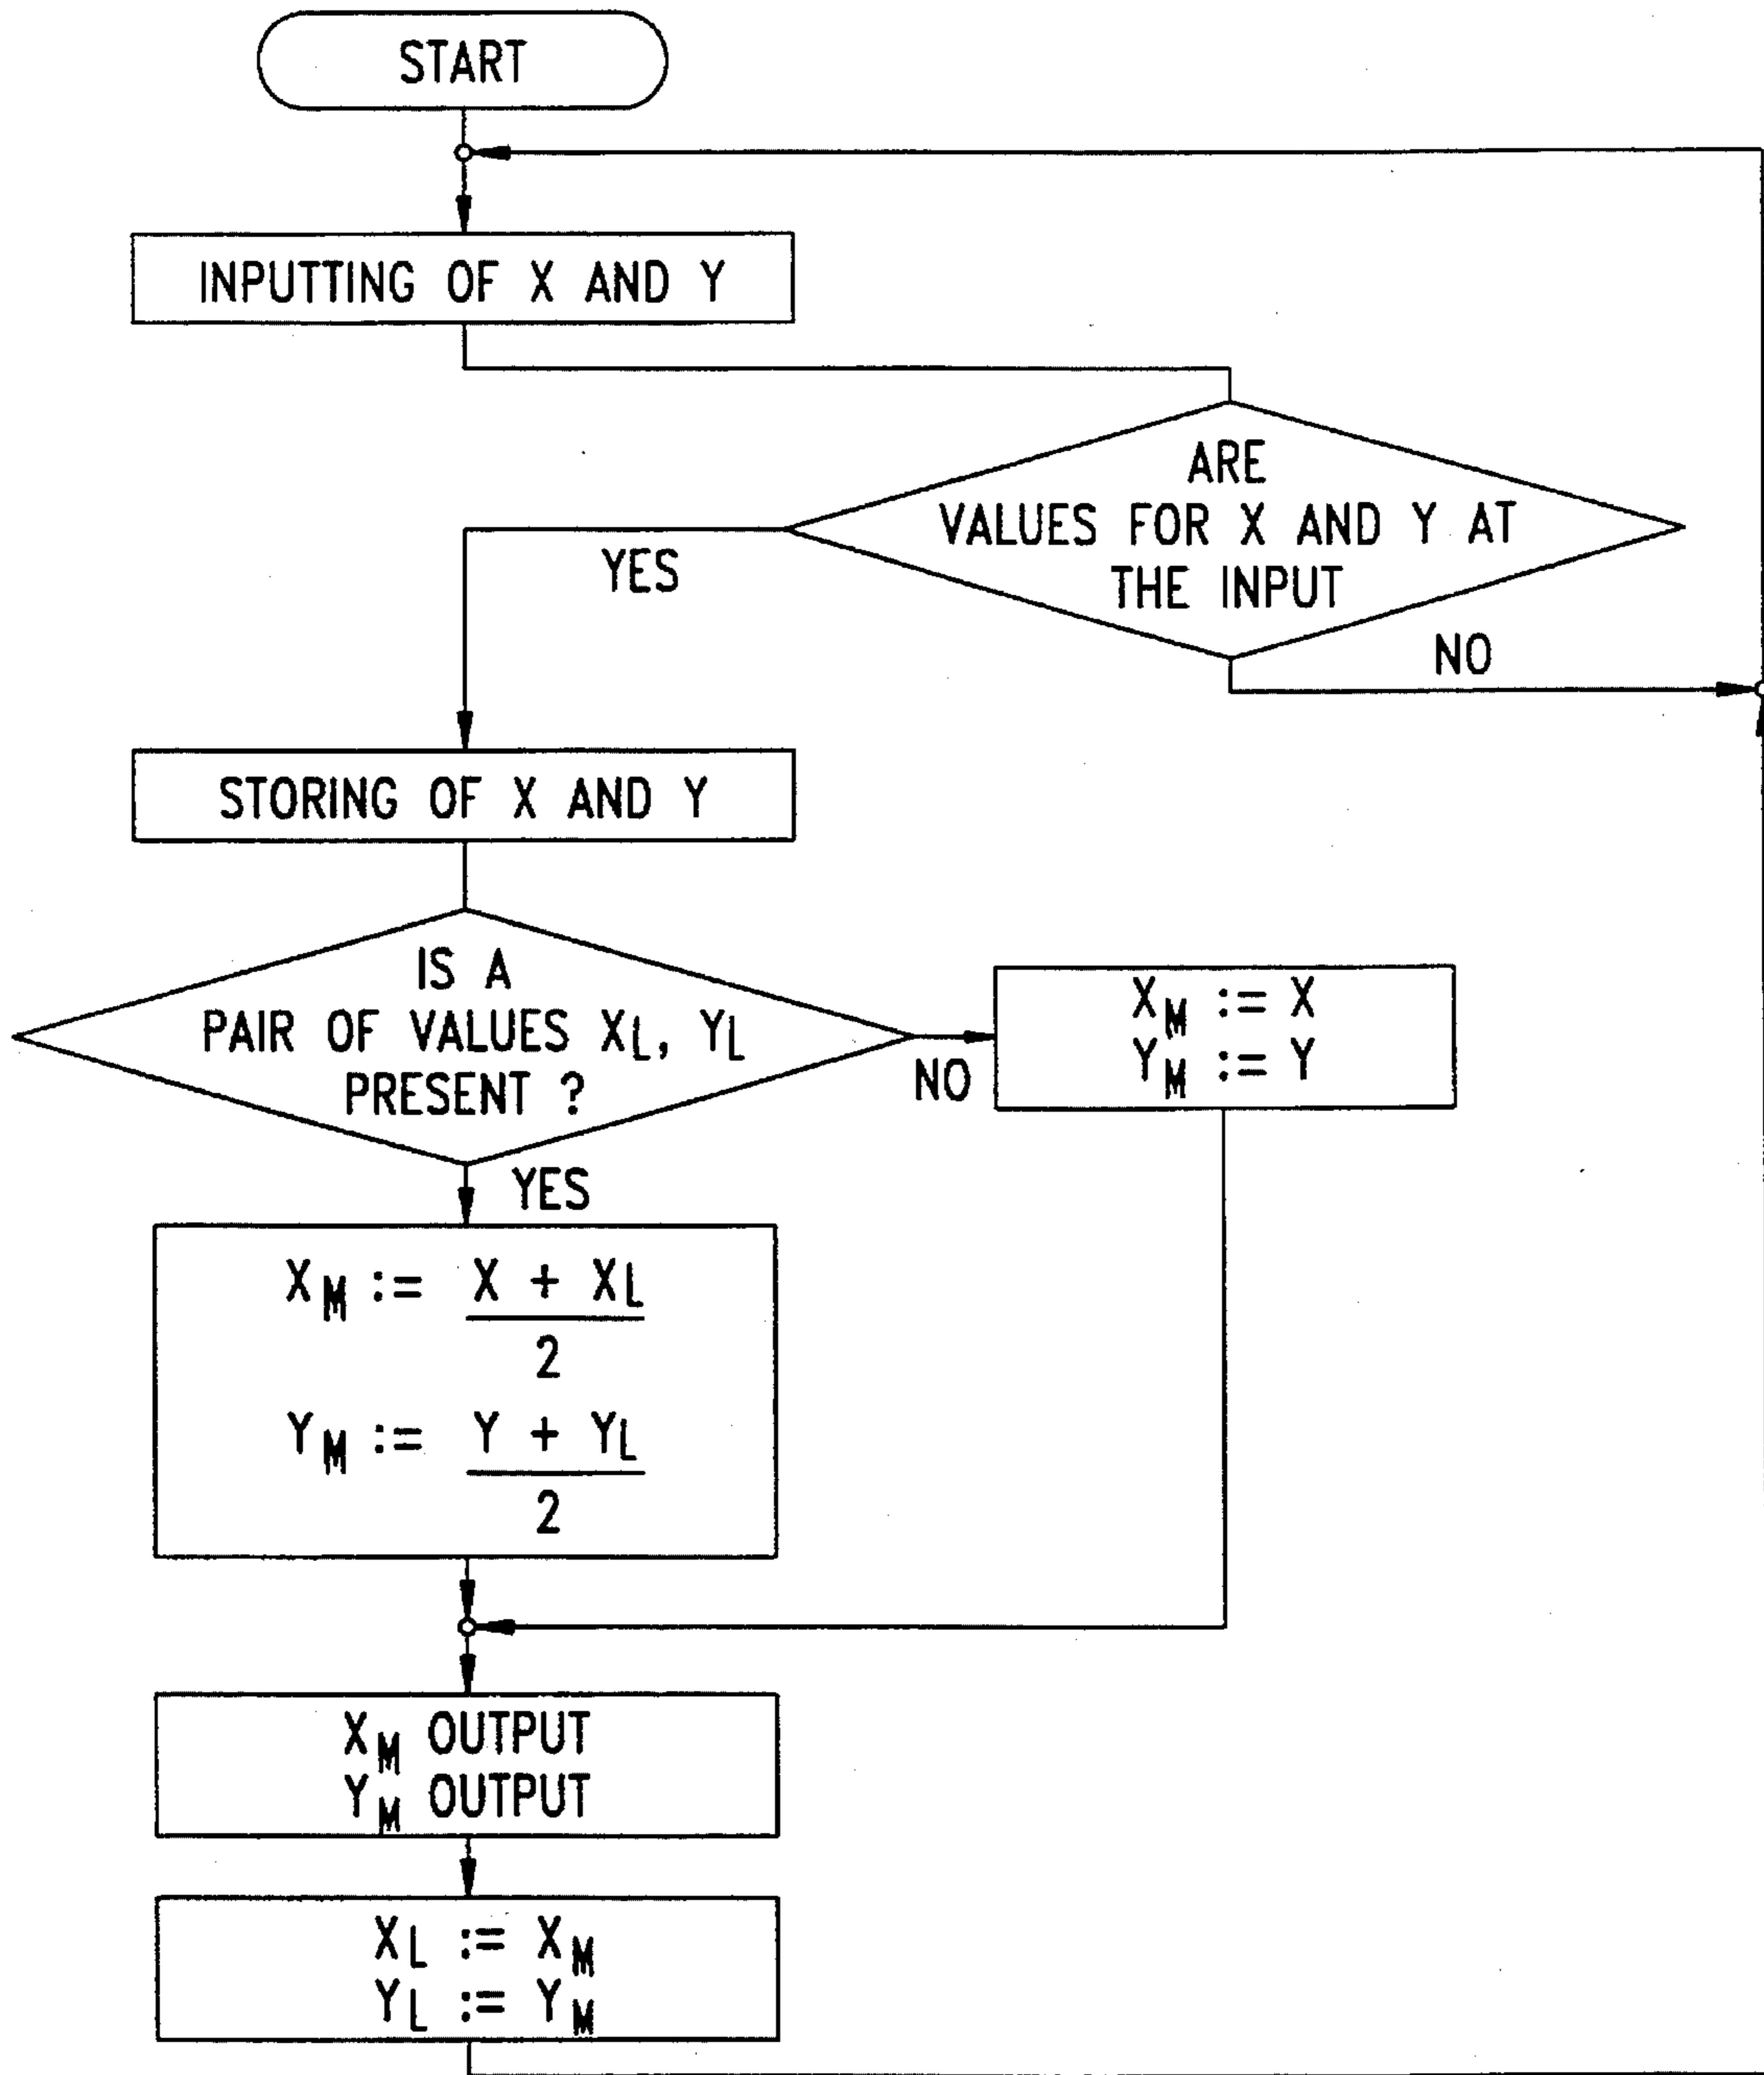 START
INPUTTING OF X AND Y
ARE
VALUES FOR X AND Y AT
THE INPUT
YES
NO
STORING OF X AND Y
IS A
PAIR OF VALUES XL, YL
PRESENT ?
NO
XM := X
YM := Y
YES
XM := X + XL
2
YM := Y + YL
2
XM OUTPUT
YM OUTPUT
XL := XM
YL := YM